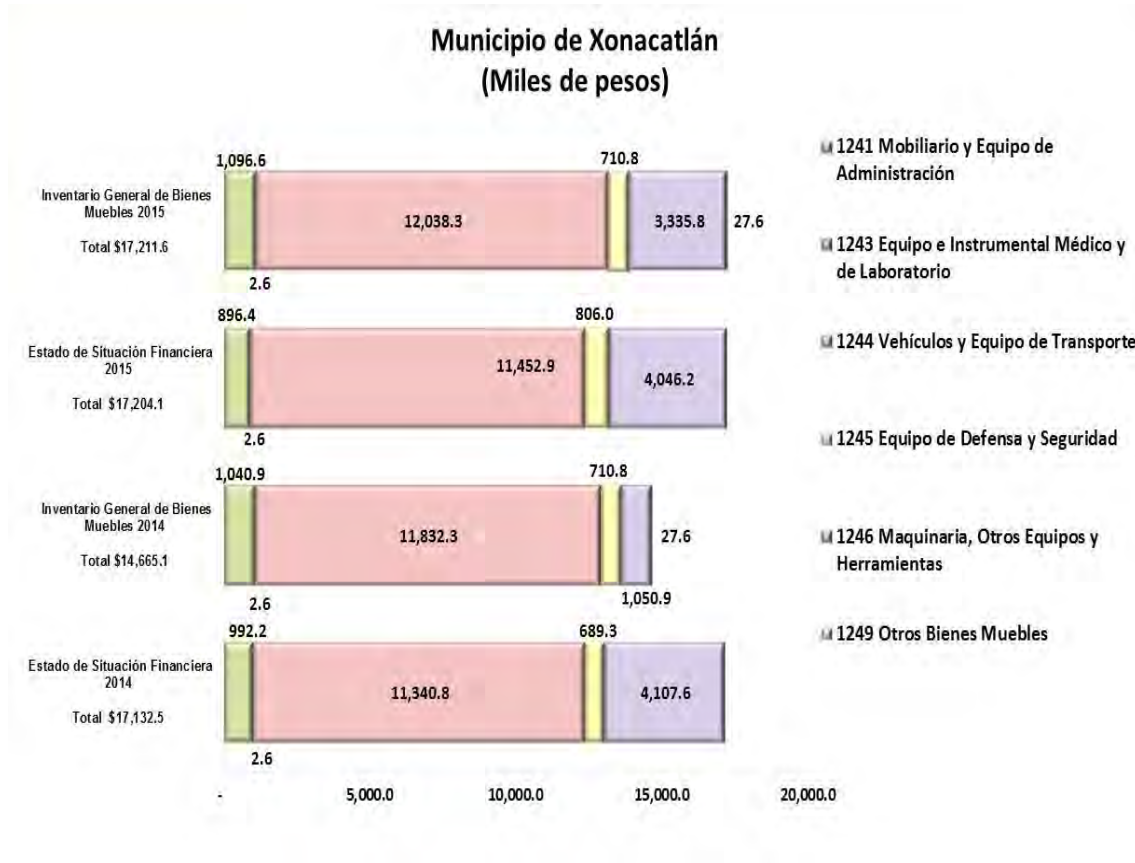 Municipio de Xonacatlán
(Miles de pesos)
1,096.6
710.8
Inventario General de Bienes
Muebles 2015
Total $17,211.6
12,038.3
3,335.8
27.6
2.6
896.4
806.0
Estado de Situación Financiera
2015
Total $17,204.1
11,452.9
4,046.2
2.6
1,040.9
710.8
Inventario General de Bienes
Muebles 2014
Total $14,665.1
11,832.3
27.6
2.6
1,050.9
992.2
689.3
Estado de Situación Financiera
2014
Total $17,132.5
11,340.8
4,107.6
2.6
-
5,000.0
10,000.0
15,000.0
20,000.0
1241 Mobiliario y Equipo de
Administración
1243 Equipo e Instrumental Médico y
de Laboratorio
1244 Vehículos y Equipo de Transporte
1245 Equipo de Defensa y Seguridad
1246 Maquinaria, Otros Equipos y
Herramientas
1249 Otros Bienes Muebles